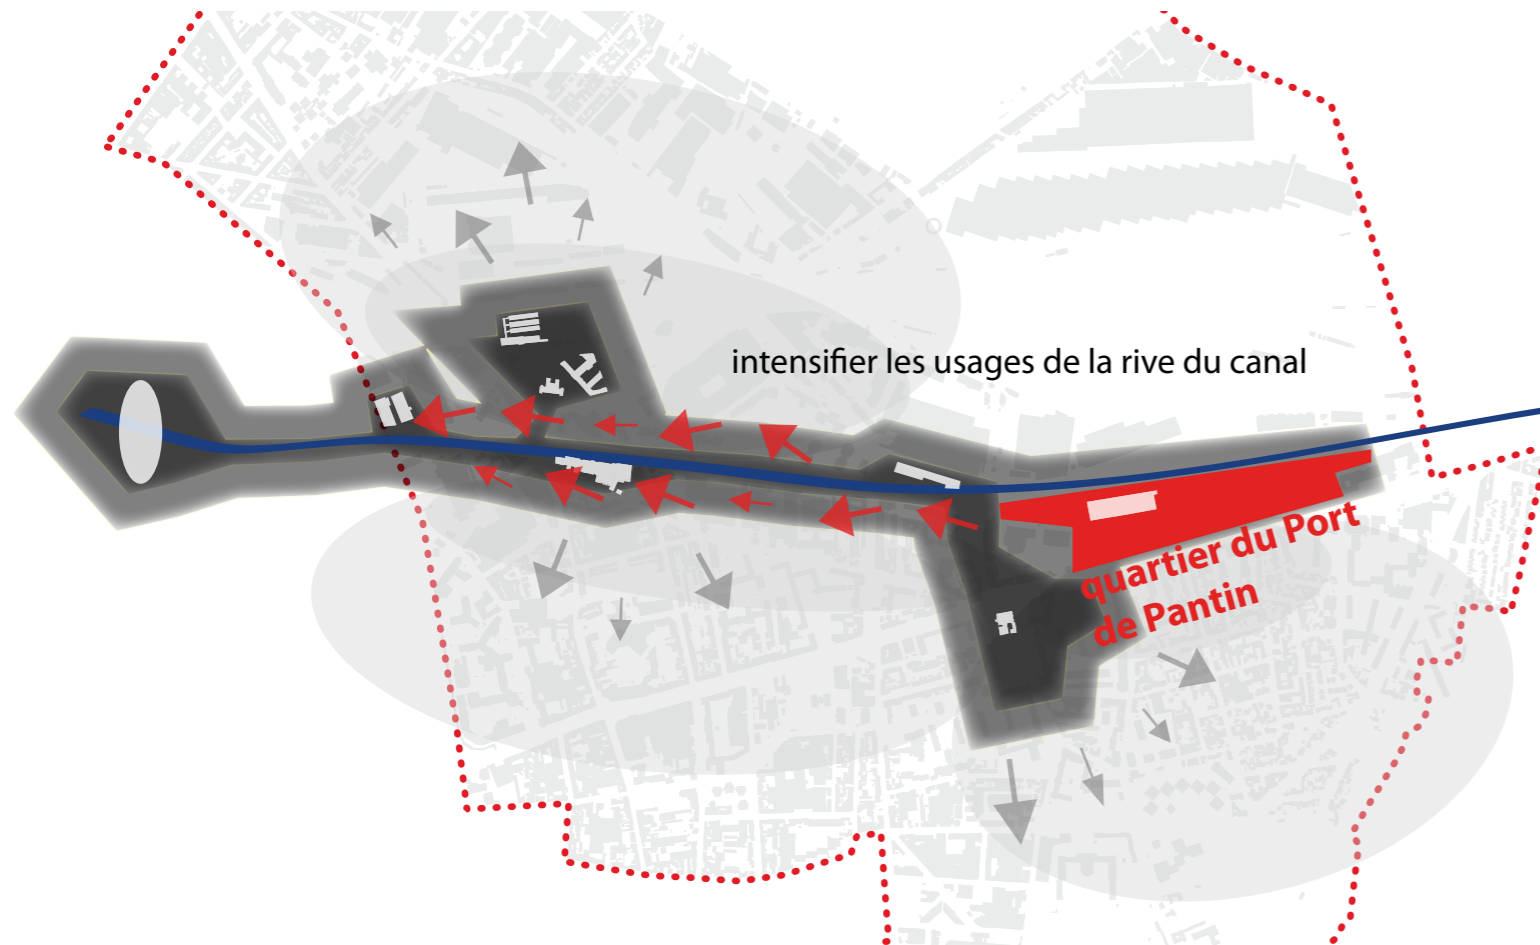 intensifier les usages de la rive du canal
quartier du Port
de Pantin